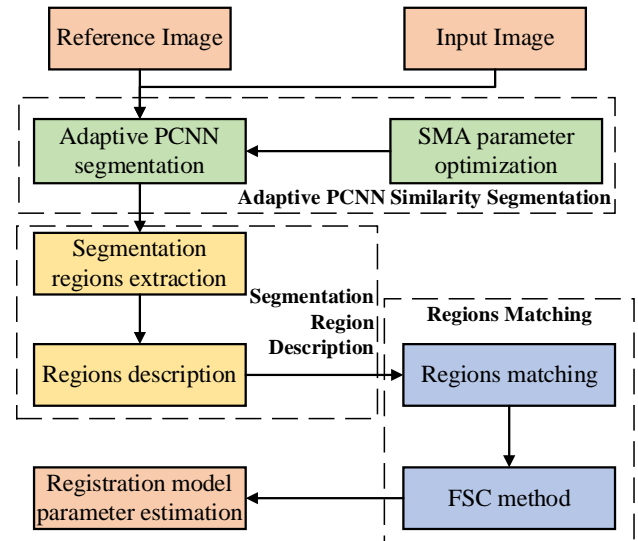 Reference Image
Input Image
Adaptive PCNN
segmentation
SMA parameter
optimization
Adaptive PCNN Similarity Segmentation
Segmentation
regions extraction
Segmentation
Region
Description
Regions Matching
Regions description
Regions matching
Registration model
parameter estimation
FSC method